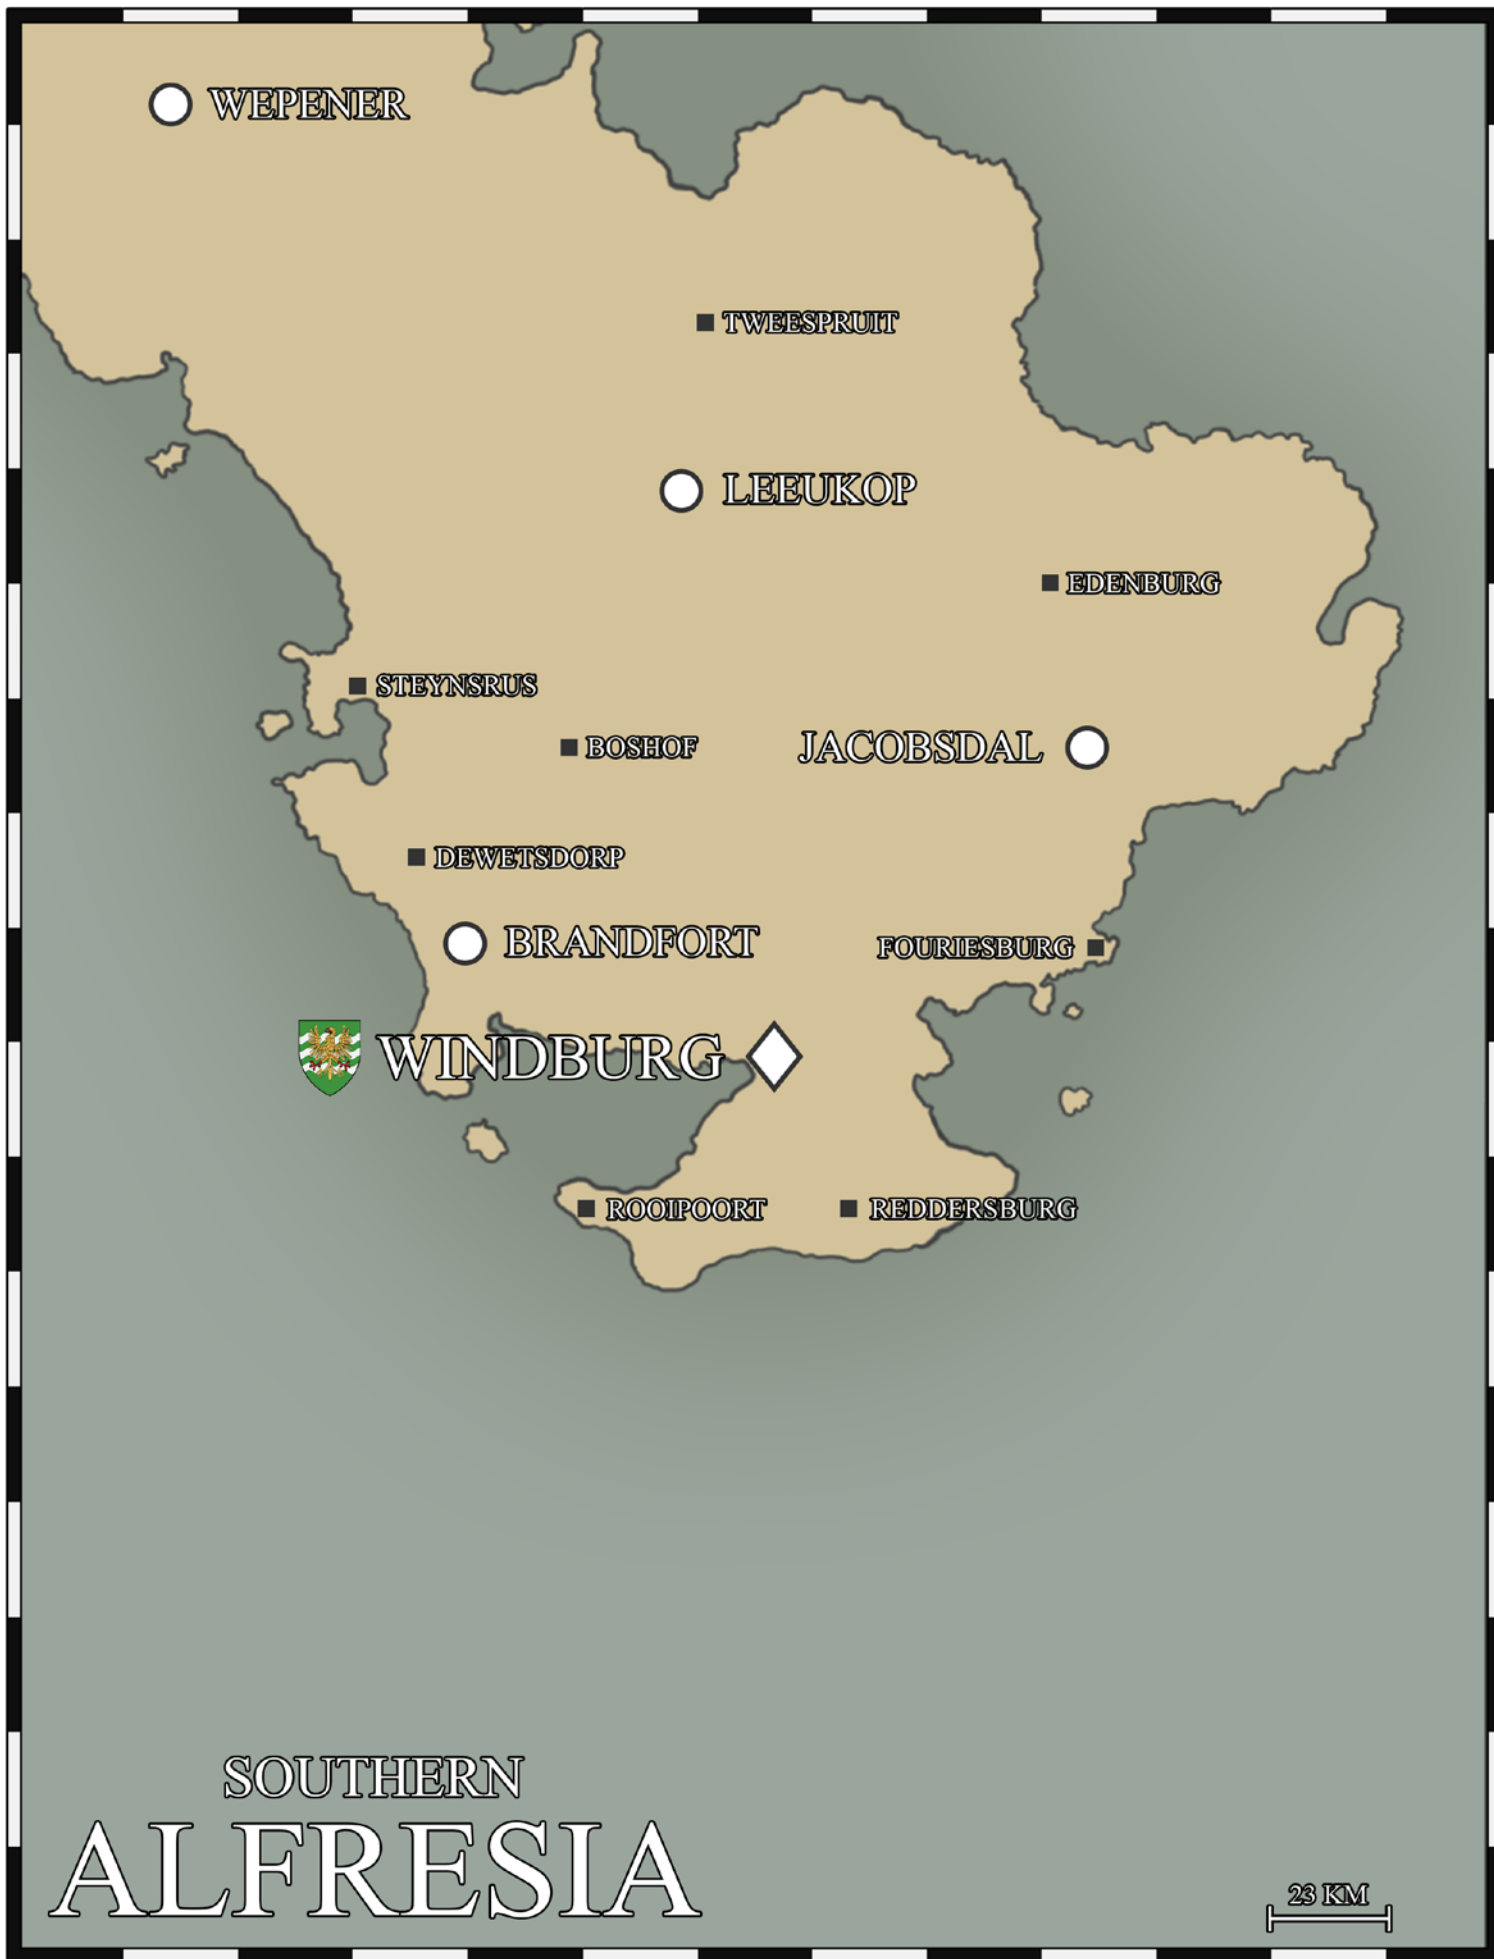 WEPENER
TWEESPRUIT
LEEUKOP
EDENBURG
STEYNSRUS
BOSHOF
JACOBSDAL
DEWETSDORP
BRANDFORT
FOURIESBURG
WINDBURG
ROOIPOORT
REDDERSBURG
SOUTHERN
ALFRESIA
23 KM